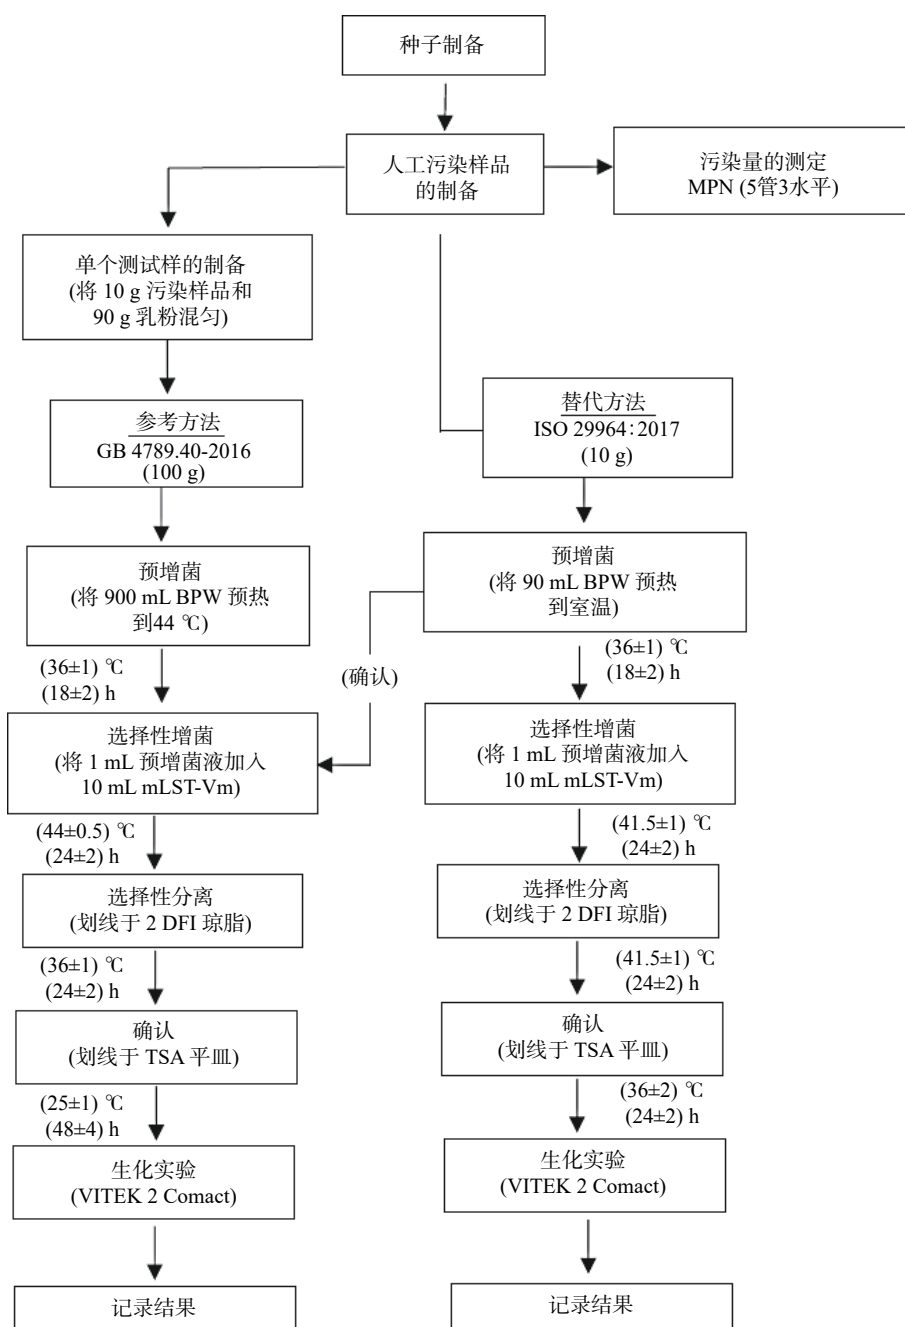 种子制备
人工污染样品
的制备
污染量的测定
MPN (5管3水平)
单个测试样的制备
(将 10 g 污染样品和
90 g 乳粉混匀)
参考方法
GB 4789.40-2016
(100 g)
替代方法
ISO 29964:2017
(10 g)
预增菌
(将 900 mL BPW 预热
到44 ℃)
预增菌
(将 90 mL BPW 预热
到室温)
(36±1) ℃
(18±2) h
(确认)
(36±1) ℃
(18±2) h
选择性增菌
(将 1 mL 预增菌液加入
10 mL mLST-Vm)
选择性增菌
(将 1 mL 预增菌液加入
10 mL mLST-Vm)
(44±0.5) ℃
(24±2) h
(41.5±1) ℃
(24±2) h
选择性分离
(划线于 2 DFI 琼脂)
选择性分离
(划线于 2 DFI 琼脂)
(36±1) ℃
(24±2) h
(41.5±1) ℃
(24±2) h
确认
(划线于 TSA 平皿)
确认
(划线于 TSA 平皿)
(25±1) ℃
(48±4) h
(36±2) ℃
(24±2) h
生化实验
(VITEK 2 Comact)
生化实验
(VITEK 2 Comact)
记录结果
记录结果